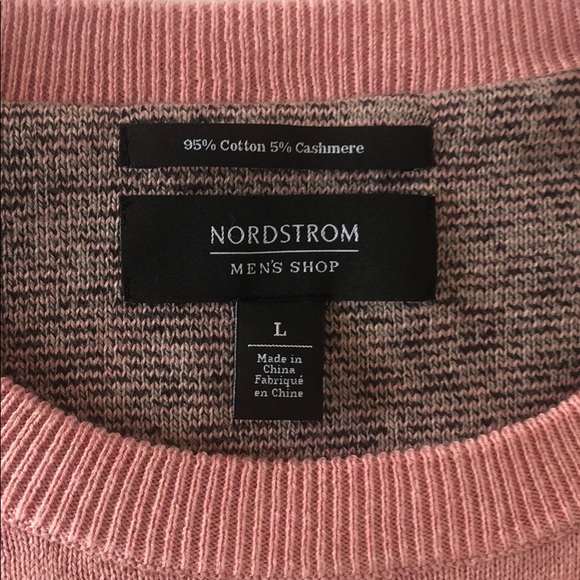 95% Cotton 5% Cashmere
NORDSTROM
MEN'S SHOP
L
Made in
China
Fabriqué
en Chine